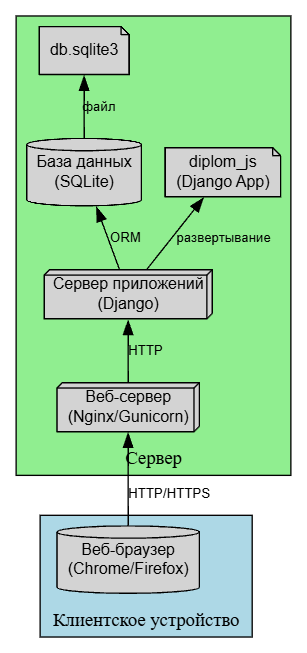 db.sqlite3
файл
База данных
(SQLite)
diplom_js
(Django App)
ORM
развертывание
Сервер приложений
(Django)
HTTP
Веб-сервер
(Nginx/Gunicorn)
Сервер
HTTP/HTTPS
Веб-браузер
(Chrome/Firefox)
Клиентское устройство